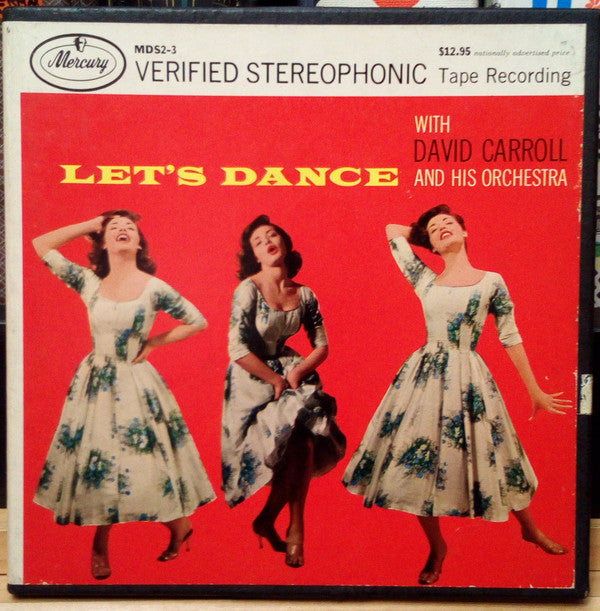 Mercury
MDS2-3
$12.95 nationally advertised price
VERIFIED STEREOPHONIC Tape Recording
WITH
DAVID CARROLL
LET'S DANCE AND HIS ORCHESTRA